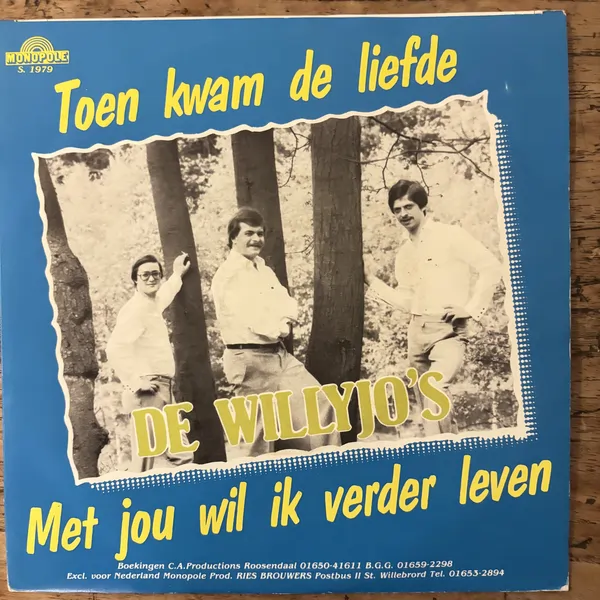 MONOPOLE
S. 1979
Toen kwam de liefde
DE WILLYJO'S
Met jou wil ik verder leven
Boekingen C.A.Productions Roosendaal 01650-41611 B.G.G. 01659-2298
Excl. voor Nederland Monopole Prod. RIES BROUWERS Postbus 11 St. Willebrord Tel. 01653-2894